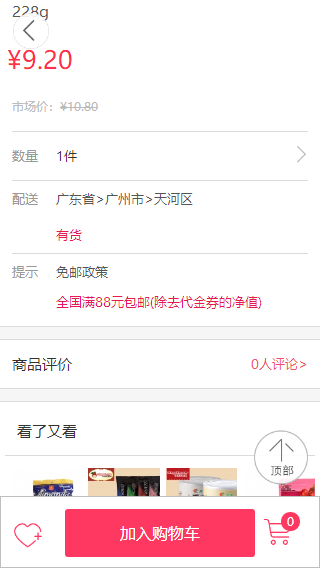 228g
¥9.20
市场价：¥10.80
数量 1件
配送 广东省>广州市>天河区
有货
提示 免邮政策
全国满88元包邮(除去代金券的净值)
商品评价 0人评论>
看了又看
顶部
加入购物车
0